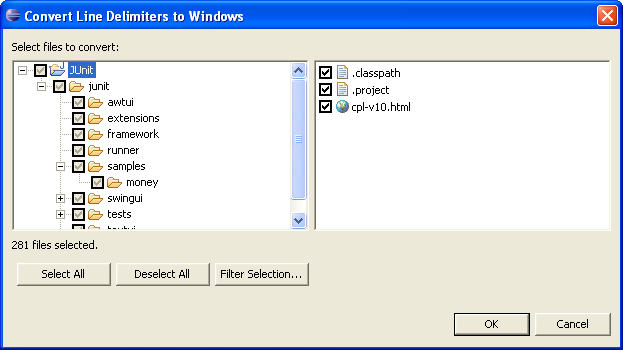 Convert Line Delimiters to Windows
Select files to convert:
JUnit
junit
awtui
extensions
framework
runner
samples
money
swingui
tests
.classpath
.project
cpl-v10.html
281 files selected.
Select All
Deselect All
Filter Selection...
OK
Cancel